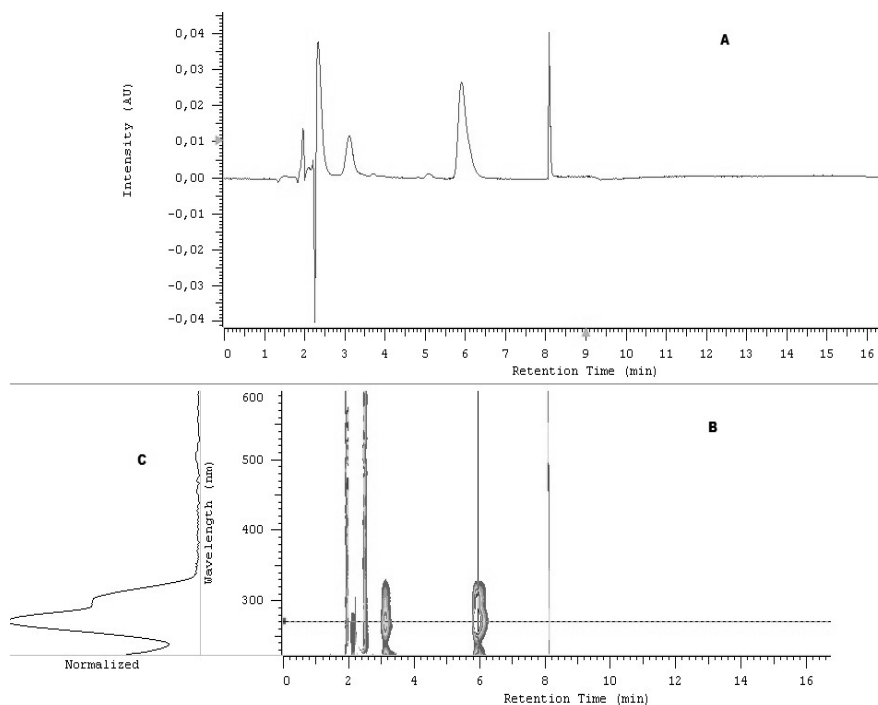 A
Intensity (AU)
0,04
0,03
0,02
0,01
0,00
-0,01
-0,02
-0,03
-0,04
0 1 2 3 4 5 6 7 8 9 10 11 12 13 14 15 16
Retention Time (min)
B
C
Wavelength (nm)
600
500
400
300
Normalized
0 2 4 6 8 10 12 14 16
Retention Time (min)